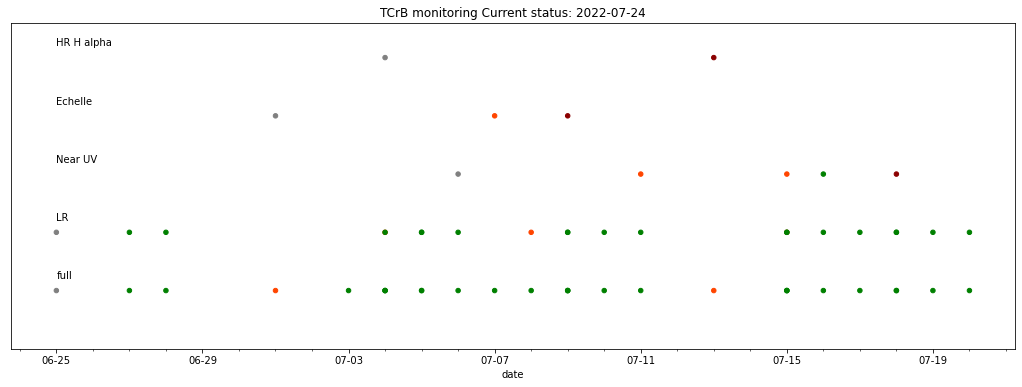 TCrB monitoring Current status: 2022-07-24
HR H alpha
Echelle
Near UV
LR
full
06-25 06-29 07-03 07-07 07-11 07-15 07-19
date